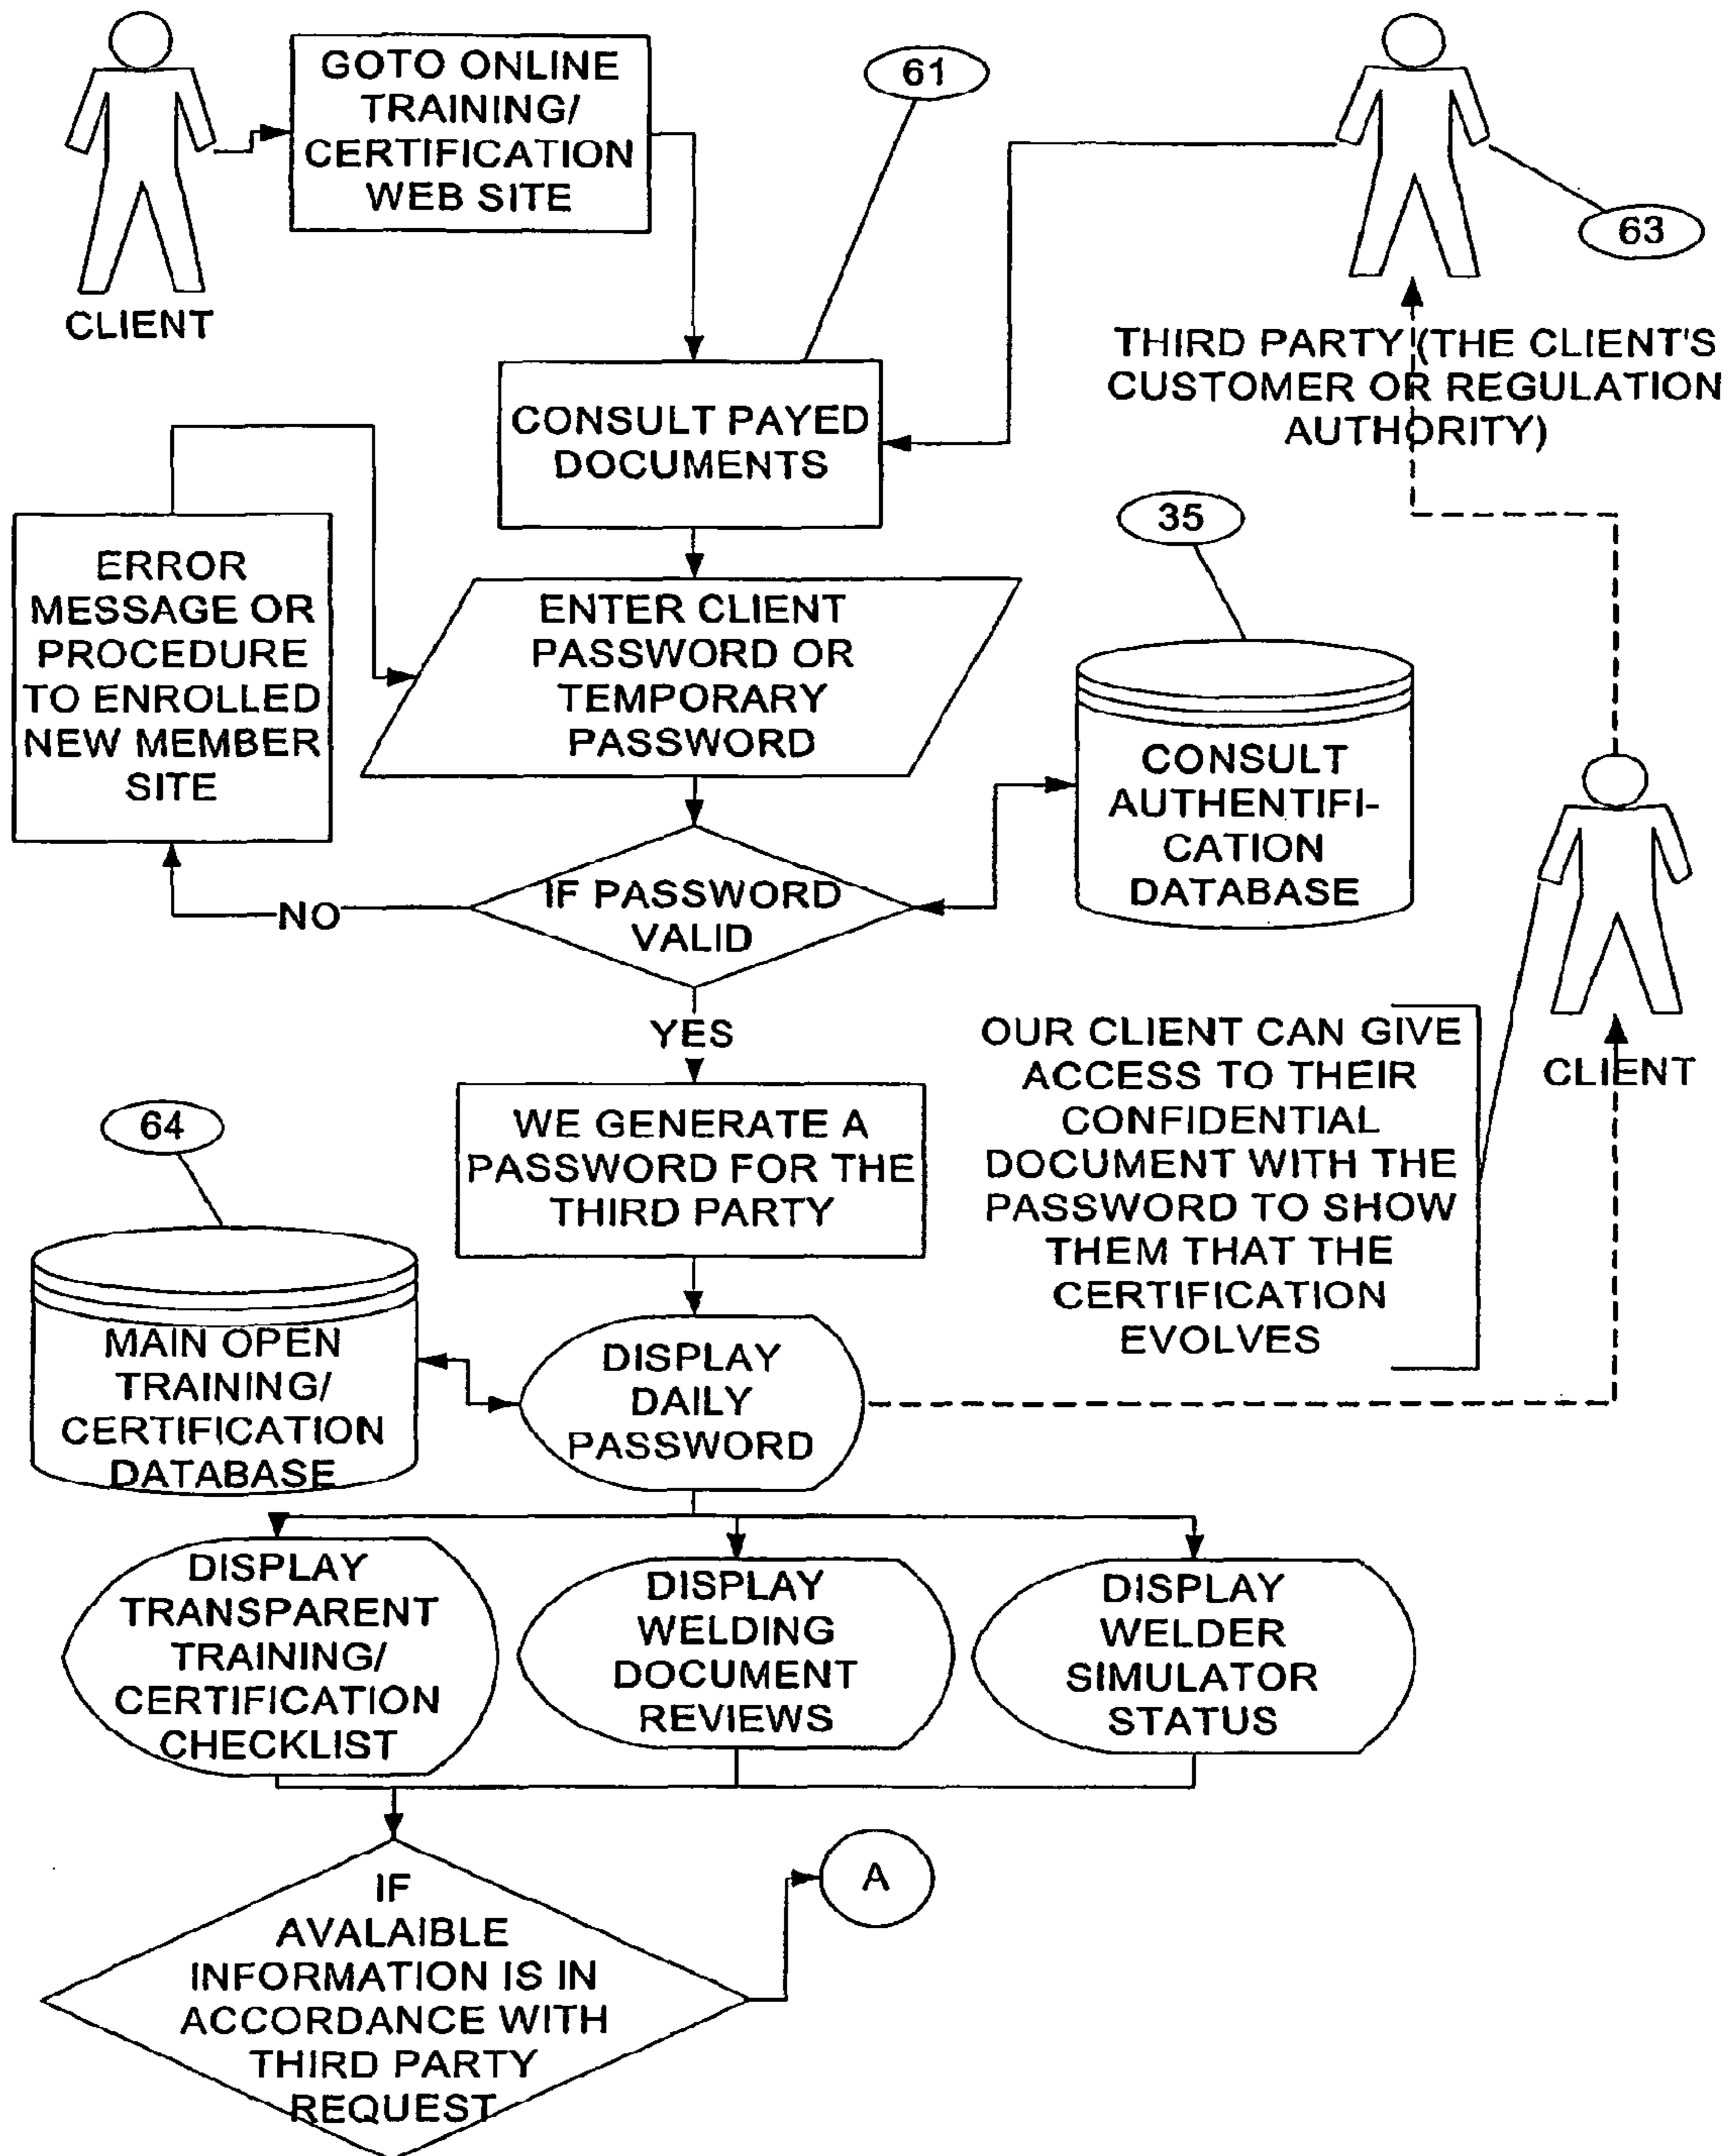 CLIENT
GOTO ONLINE
TRAINING/
CERTIFICATION
WEB SITE
61
63
THIRD PARTY (THE CLIENT'S
CUSTOMER OR REGULATION
AUTHORITY)
CONSULT PAYED
DOCUMENTS
ERROR
MESSAGE OR
PROCEDURE
TO ENROLLED
NEW MEMBER
SITE
ENTER CLIENT
PASSWORD OR
TEMPORARY
PASSWORD
35
CONSULT
AUTHENTIFI-
CATION
DATABASE
IF PASSWORD
VALID
NO
YES
CLIENT
OUR CLIENT CAN GIVE
ACCESS TO THEIR
CONFIDENTIAL
DOCUMENT WITH THE
PASSWORD TO SHOW
THEM THAT THE
CERTIFICATION
EVOLVES
WE GENERATE A
PASSWORD FOR THE
THIRD PARTY
64
MAIN OPEN
TRAINING/
CERTIFICATION
DATABASE
DISPLAY
DAILY
PASSWORD
DISPLAY
TRANSPARENT
TRAINING/
CERTIFICATION
CHECKLIST
DISPLAY
WELDING
DOCUMENT
REVIEWS
DISPLAY
WELDER
SIMULATOR
STATUS
IF
AVALAIBLE
INFORMATION IS IN
ACCORDANCE WITH
THIRD PARTY
REQUEST
A